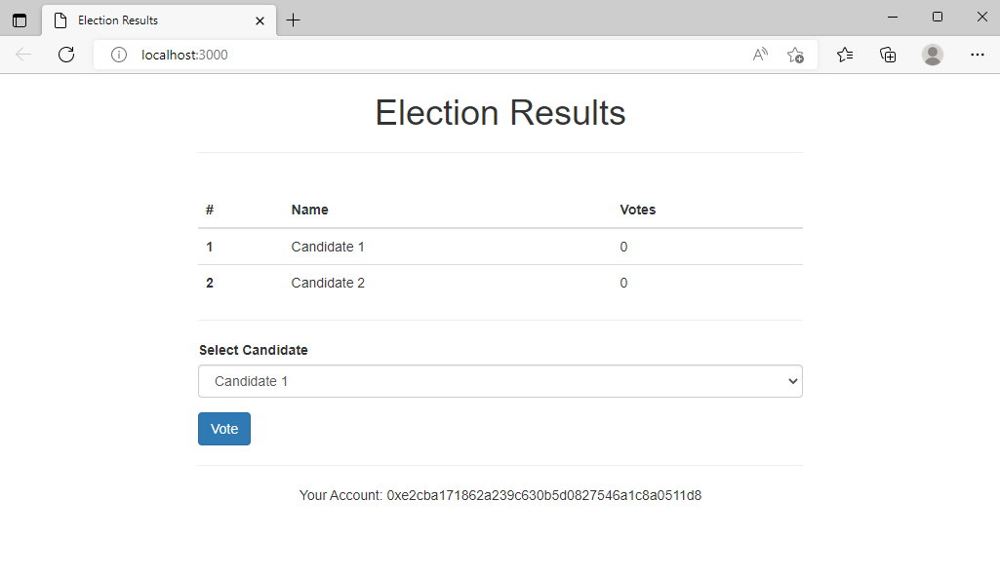 Election Results
localhost:3000
Election Results
# Name Votes
1 Candidate 1 0
2 Candidate 2 0
Select Candidate
Candidate 1
Vote
Your Account: 0xe2cba171862a239c630b5d0827546a1c8a0511d8